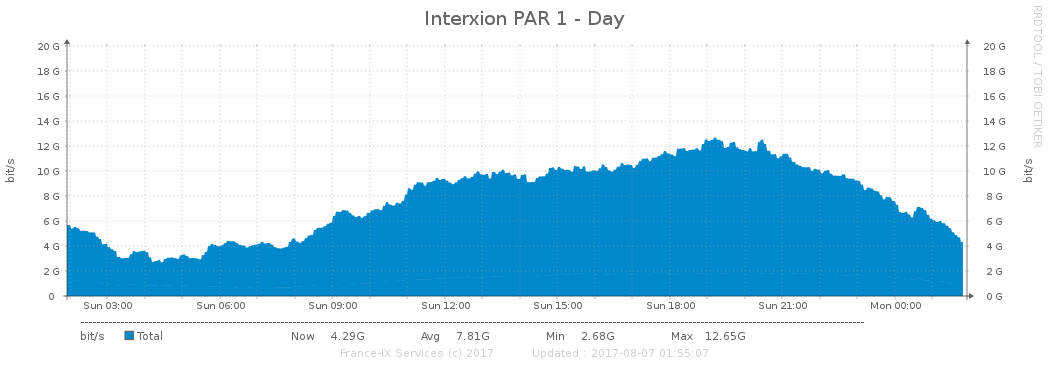 Interxion PAR 1 - Day
RRDTOOL / TOBI OETIKER
bit/s
20 G 20 G
18 G 18 G
16 G 16 G
14 G 14 G
12 G 12 G
10 G 10 G
8 G 8 G
6 G 6 G
4 G 4 G
2 G 2 G
0 0 G
bit/s
Sun 03:00 Sun 06:00 Sun 09:00 Sun 12:00 Sun 15:00 Sun 18:00 Sun 21:00 Mon 00:00
bit/s Total Now 4.29G Avg 7.81G Min 2.68G Max 12.65G
France-IX Services (c) 2017 Updated : 2017-08-07 01:55:07